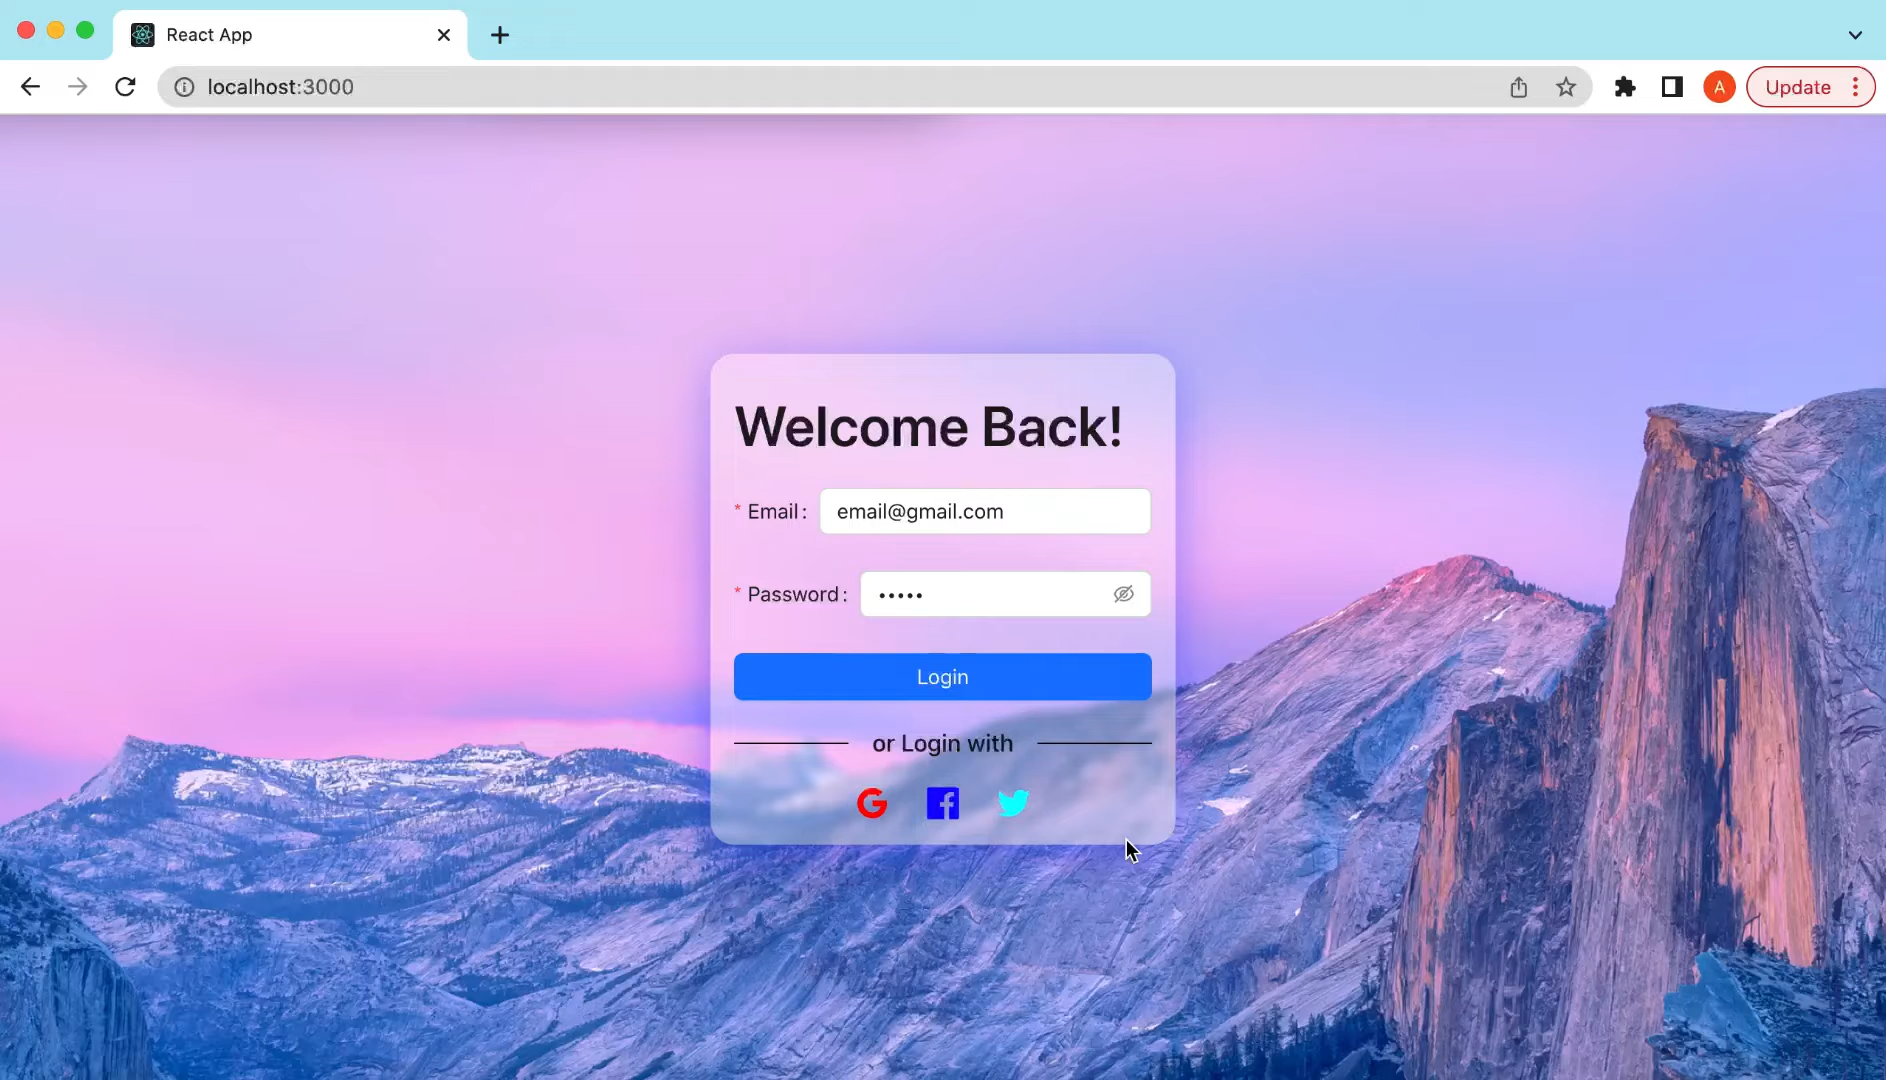 React App
localhost:3000
A
Update
Welcome Back!
* Email: email@gmail.com
* Password: •••••
Login
or Login with